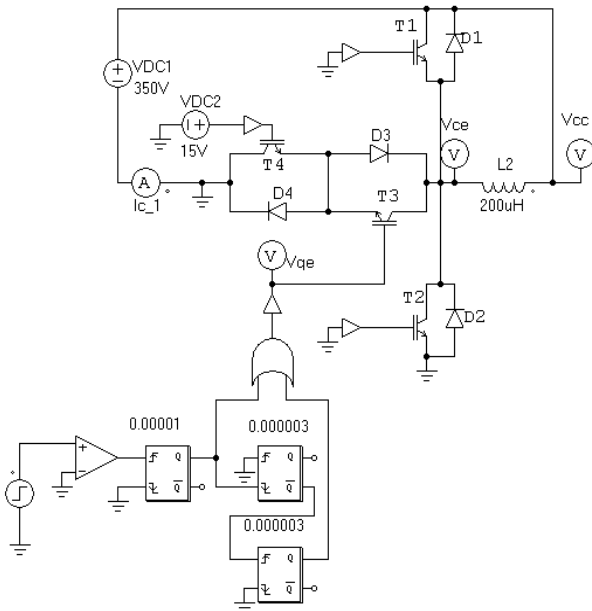 T1
D1
VDC1
350V
VDC2
15V
D3
Vce
Vcc
V
V
T4
L2
A
Ic_1
D4
T3
200uH
V
Vqe
T2
D2
0.00001
0.000003
Q
Q
Q
Q
0.000003
Q
Q